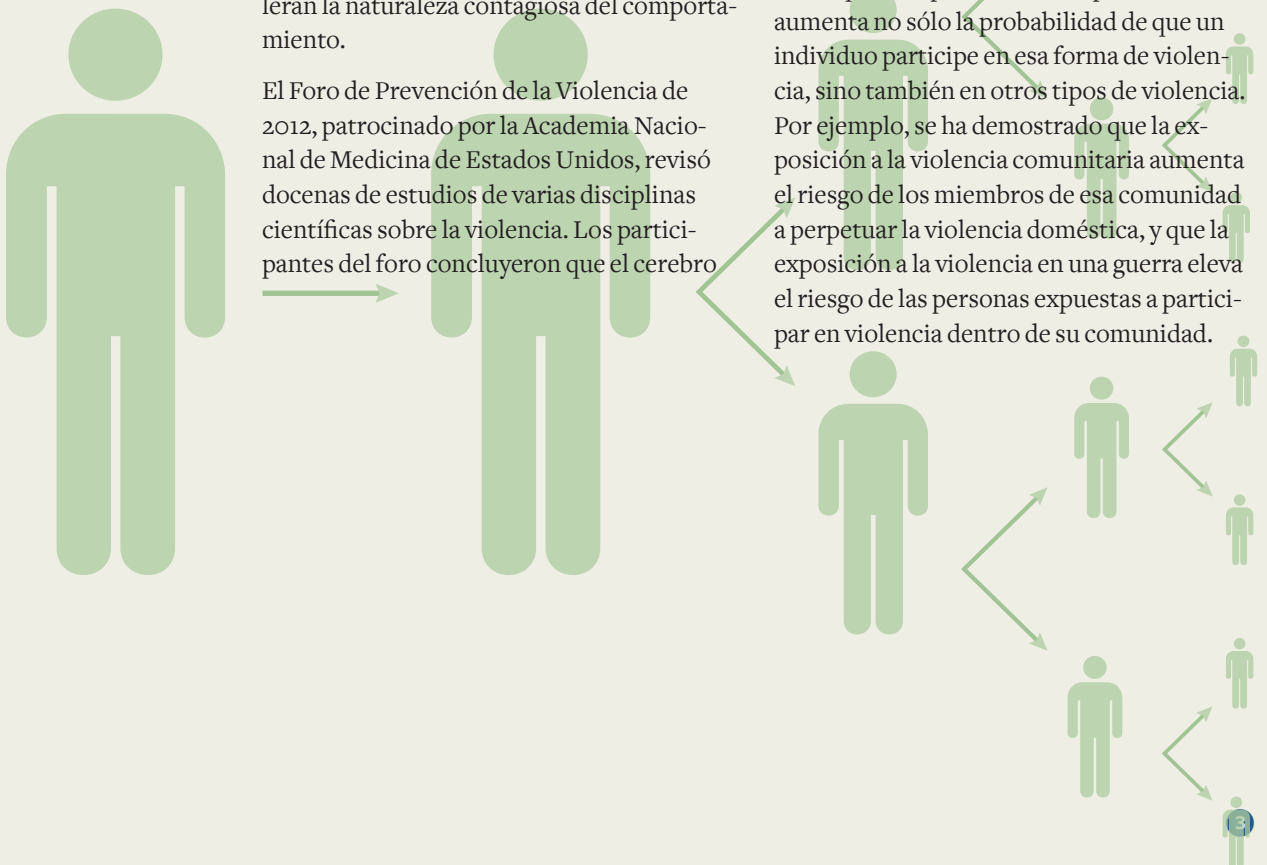 leran la naturaleza contagiosa del comporta-
miento.
El Foro de Prevención de la Violencia de
2012, patrocinado por la Academia Nacio-
nal de Medicina de Estados Unidos, revisó
docenas de estudios de varias disciplinas
científicas sobre la violencia. Los partici-
pantes del foro concluyeron que el cerebro
aumenta no sólo la probabilidad de que un
individuo participe en esa forma de violen-
cia, sino también en otros tipos de violencia.
Por ejemplo, se ha demostrado que la ex-
posición a la violencia comunitaria aumenta
el riesgo de los miembros de esa comunidad
a perpetuar la violencia doméstica, y que la
exposición a la violencia en una guerra eleva
el riesgo de las personas expuestas a partici-
par en violencia dentro de su comunidad.
3